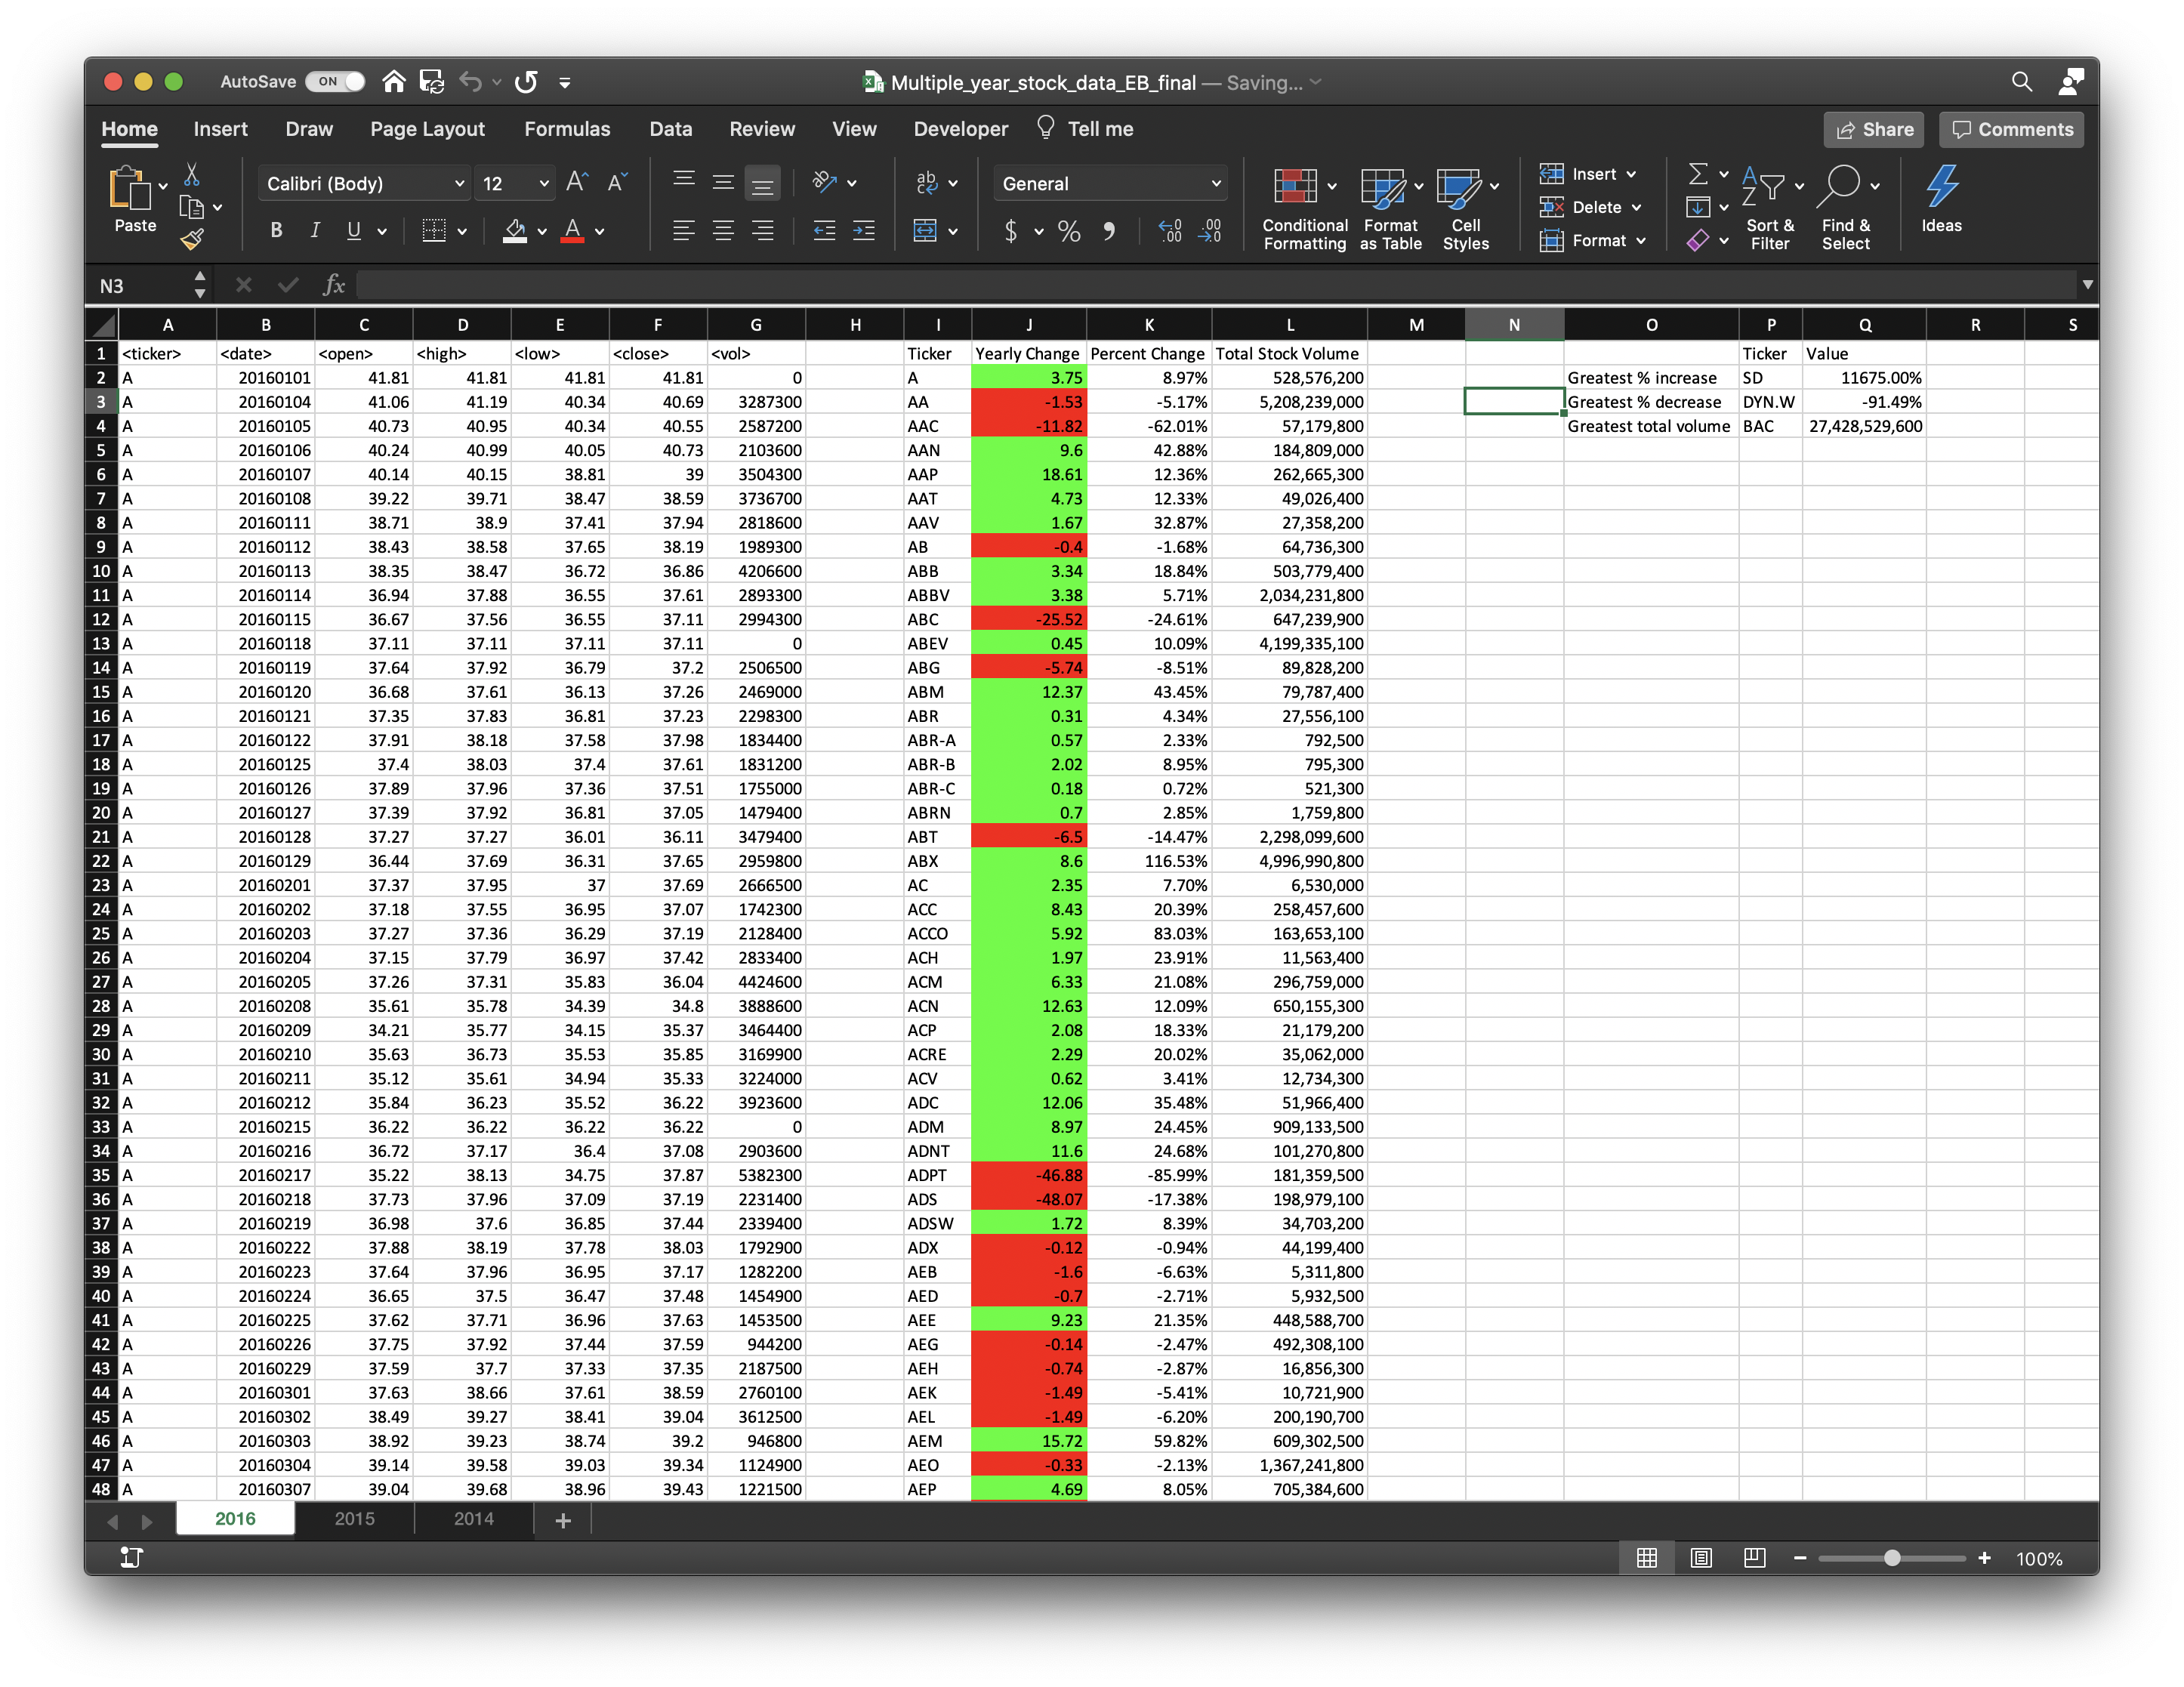 AutoSave ON Multiple_year_stock_data_EB_final — Saving...
Home Insert Draw Page Layout Formulas Data Review View Developer Tell me Share Comments
Paste Calibri (Body) 12 General Conditional Formatting Format as Table Cell Styles Insert Delete Format Sort & Filter Find & Select Ideas
N3 fx
A B C D E F G H I J K L M N O P Q R S
1 <ticker> <date> <open> <high> <low> <close> <vol> Ticker Yearly Change Percent Change Total Stock Volume Ticker Value
2 A 20160101 41.81 41.81 41.81 41.81 0 A 3.75 8.97% 528,576,200 Greatest % increase SD 11675.00%
3 A 20160104 41.06 41.19 40.34 40.69 3287300 AA -1.53 -5.17% 5,208,239,000 Greatest % decrease DYN.W -91.49%
4 A 20160105 40.73 40.95 40.34 40.55 2587200 AAC -11.82 -62.01% 57,179,800 Greatest total volume BAC 27,428,529,600
5 A 20160106 40.24 40.99 40.05 40.73 2103600 AAN 9.6 42.88% 184,809,000
6 A 20160107 40.14 40.15 38.81 39 3504300 AAP 18.61 12.36% 262,665,300
7 A 20160108 39.22 39.71 38.47 38.59 3736700 AAT 4.73 12.33% 49,026,400
8 A 20160111 38.71 38.9 37.41 37.94 2818600 AAV 1.67 32.87% 27,358,200
9 A 20160112 38.43 38.58 37.65 38.19 1989300 AB -0.4 -1.68% 64,736,300
10 A 20160113 38.35 38.47 36.72 36.86 4206600 ABB 3.34 18.84% 503,779,400
11 A 20160114 36.94 37.88 36.55 37.61 2893300 ABBV 3.38 5.71% 2,034,231,800
12 A 20160115 36.67 37.56 36.55 37.11 2994300 ABC -25.52 -24.61% 647,239,900
13 A 20160118 37.11 37.11 37.11 37.11 0 ABEV 0.45 10.09% 4,199,335,100
14 A 20160119 37.64 37.92 36.79 37.2 2506500 ABG -5.74 -8.51% 89,828,200
15 A 20160120 36.68 37.61 36.13 37.26 2469000 ABM 12.37 43.45% 79,787,400
16 A 20160121 37.35 37.83 36.81 37.23 2298300 ABR 0.31 4.34% 27,556,100
17 A 20160122 37.91 38.18 37.58 37.98 1834400 ABR-A 0.57 2.33% 792,500
18 A 20160125 37.4 38.03 37.4 37.61 1831200 ABR-B 2.02 8.95% 795,300
19 A 20160126 37.89 37.96 37.36 37.51 1755000 ABR-C 0.18 0.72% 521,300
20 A 20160127 37.39 37.92 36.81 37.05 1479400 ABRN 0.7 2.85% 1,759,800
21 A 20160128 37.27 37.27 36.01 36.11 3479400 ABT -6.5 -14.47% 2,298,099,600
22 A 20160129 36.44 37.69 36.31 37.65 2959800 ABX 8.6 116.53% 4,996,990,800
23 A 20160201 37.37 37.95 37 37.69 2666500 AC 2.35 7.70% 6,530,000
24 A 20160202 37.18 37.55 36.95 37.07 1742300 ACC 8.43 20.39% 258,457,600
25 A 20160203 37.27 37.36 36.29 37.19 2128400 ACCO 5.92 83.03% 163,653,100
26 A 20160204 37.15 37.79 36.97 37.42 2833400 ACH 1.97 23.91% 11,563,400
27 A 20160205 37.26 37.31 35.83 36.04 4424600 ACM 6.33 21.08% 296,759,000
28 A 20160208 35.61 35.78 34.39 34.8 3888600 ACN 12.63 12.09% 650,155,300
29 A 20160209 34.21 35.77 34.15 35.37 3464400 ACP 2.08 18.33% 21,179,200
30 A 20160210 35.63 36.73 35.53 35.85 3169900 ACRE 2.29 20.02% 35,062,000
31 A 20160211 35.12 35.61 34.94 35.33 3224000 ACV 0.62 3.41% 12,734,300
32 A 20160212 35.84 36.23 35.52 36.22 3923600 ADC 12.06 35.48% 51,966,400
33 A 20160215 36.22 36.22 36.22 36.22 0 ADM 8.97 24.45% 909,133,500
34 A 20160216 36.72 37.17 36.4 37.08 2903600 ADNT 11.6 24.68% 101,270,800
35 A 20160217 35.22 38.13 34.75 37.87 5382300 ADPT -46.88 -85.99% 181,359,500
36 A 20160218 37.73 37.96 37.09 37.19 2231400 ADS -48.07 -17.38% 198,979,100
37 A 20160219 36.98 37.6 36.85 37.44 2339400 ADSW 1.72 8.39% 34,703,200
38 A 20160222 37.88 38.19 37.78 38.03 1792900 ADX -0.12 -0.94% 44,199,400
39 A 20160223 37.64 37.96 36.95 37.17 1282200 AEB -1.6 -6.63% 5,311,800
40 A 20160224 36.65 37.5 36.47 37.48 1454900 AED -0.7 -2.71% 5,932,500
41 A 20160225 37.62 37.71 36.96 37.63 1453500 AEE 9.23 21.35% 448,588,700
42 A 20160226 37.75 37.92 37.44 37.59 944200 AEG -0.14 -2.47% 492,308,100
43 A 20160229 37.59 37.7 37.33 37.35 2187500 AEH -0.74 -2.87% 16,856,300
44 A 20160301 37.63 38.66 37.61 38.59 2760100 AEK -1.49 -5.41% 10,721,900
45 A 20160302 38.49 39.27 38.41 39.04 3612500 AEL -1.49 -6.20% 200,190,700
46 A 20160303 38.92 39.23 38.74 39.2 946800 AEM 15.72 59.82% 609,302,500
47 A 20160304 39.14 39.58 39.03 39.34 1124900 AEO -0.33 -2.13% 1,367,241,800
48 A 20160307 39.04 39.68 38.96 39.43 1221500 AEP 4.69 8.05% 705,384,600
2016 2015 2014
100%